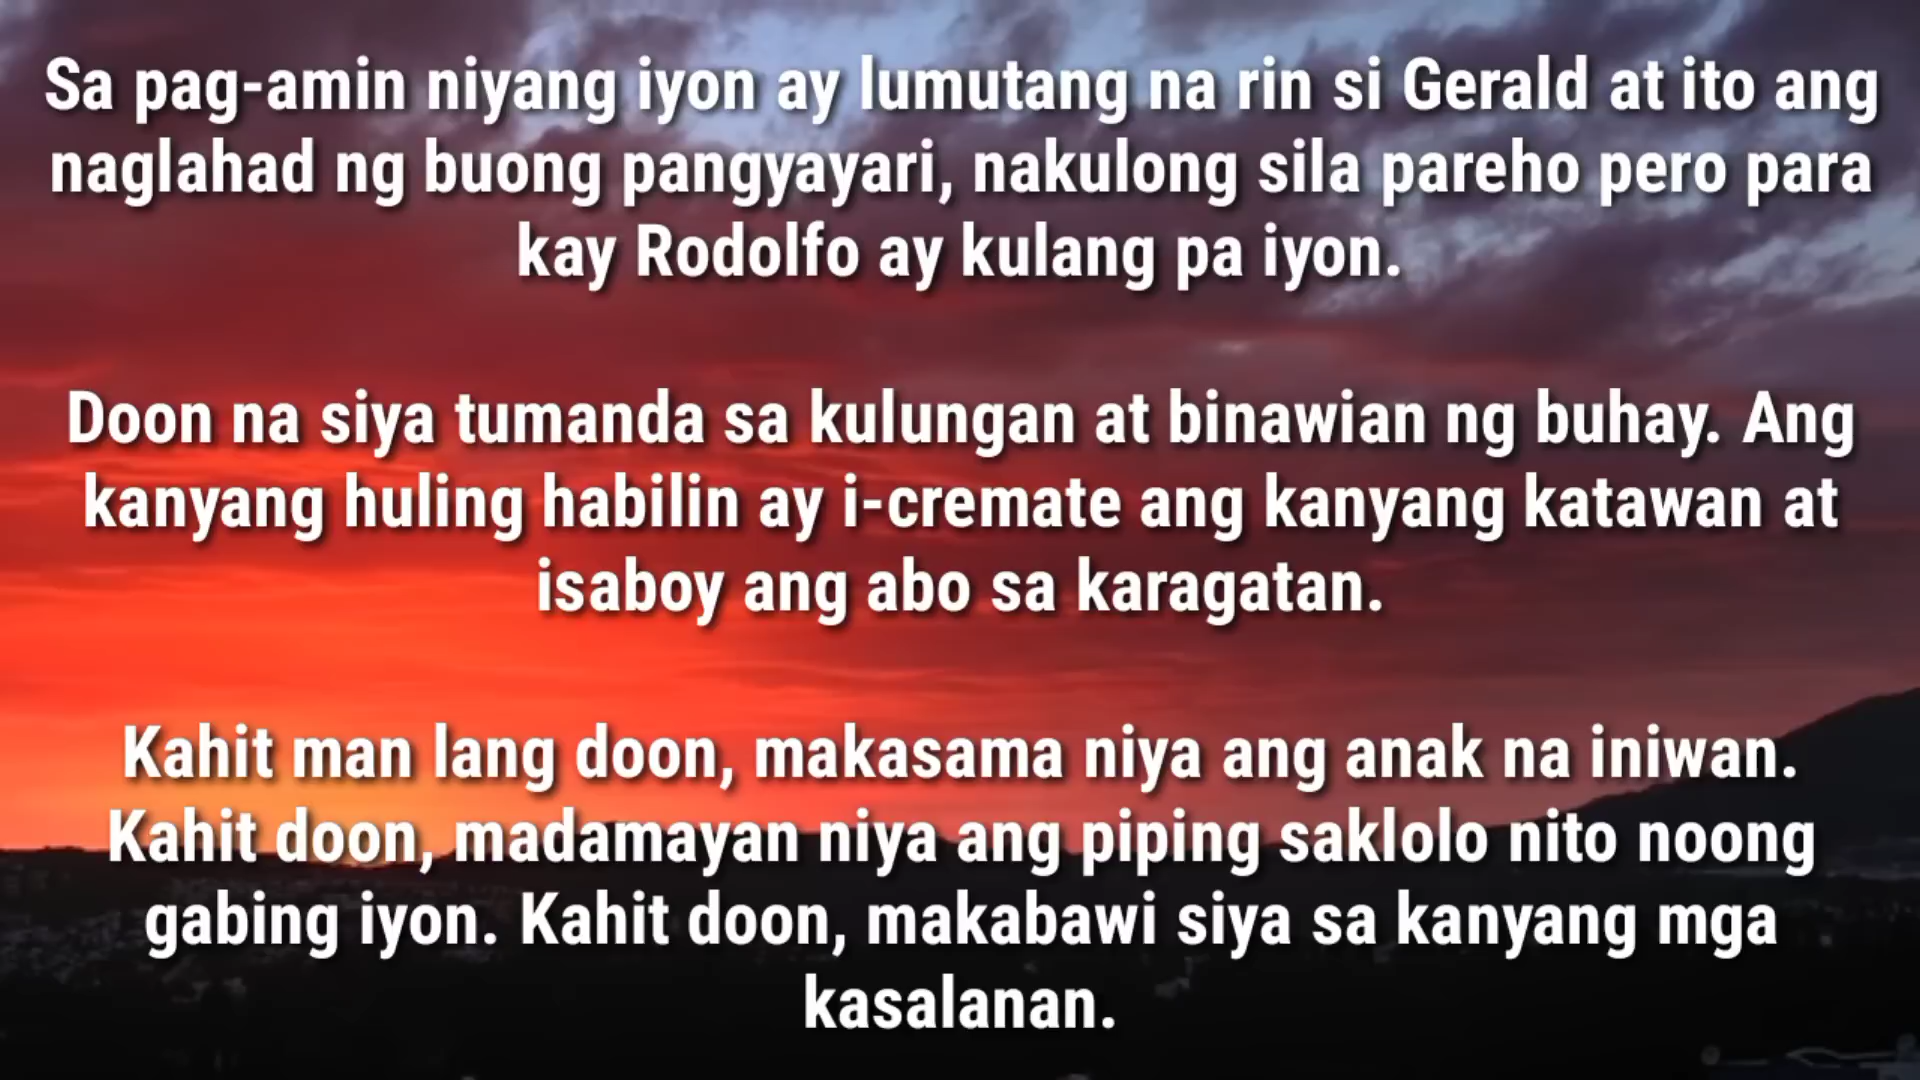 Sa pag-amin niyang iyon ay lumutang na rin si Gerald at ito ang
naglahad ng buong pangyayari, nakulong sila pareho pero para
kay Rodolfo ay kulang pa iyon.
Doon na siya tumanda sa kulungan at binawian ng buhay. Ang
kanyang huling habilin ay i-cremate ang kanyang katawan at
isaboy ang abo sa karagatan.
Kahit man lang doon, makasama niya ang anak na iniwan.
Kahit doon, madamayan niya ang piping saklolo nito noong
gabing iyon. Kahit doon, makabawi siya sa kanyang mga
kasalanan.